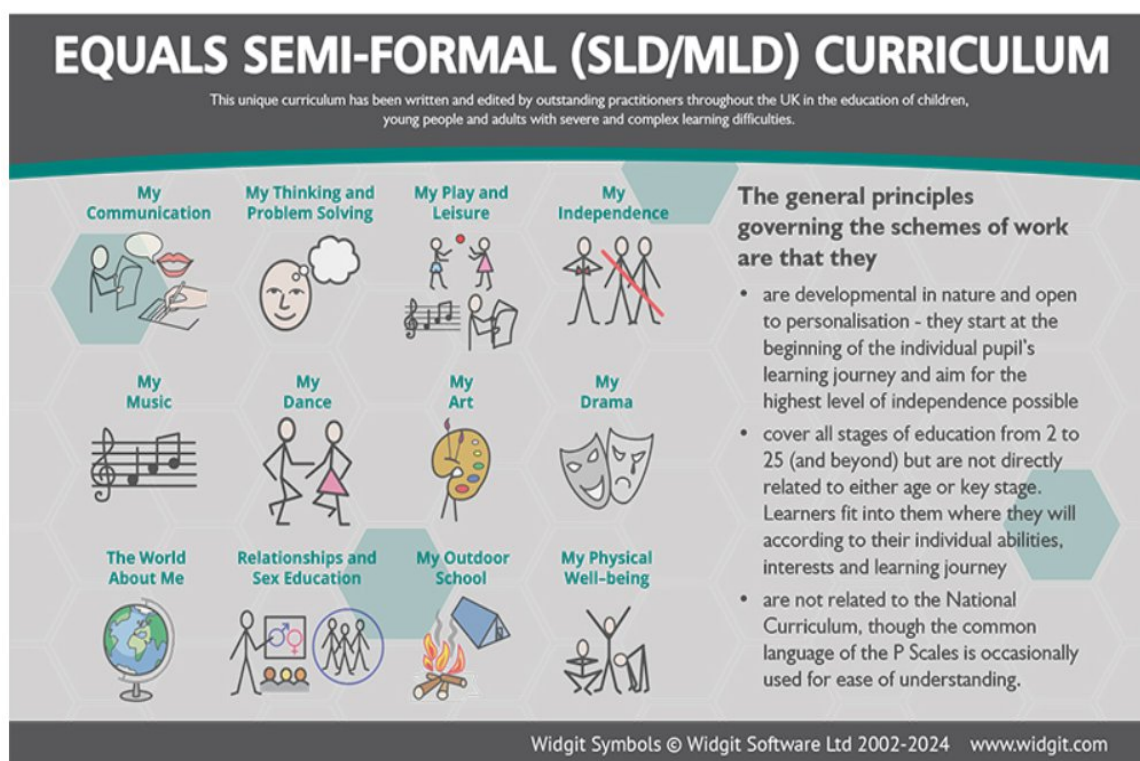 EQUALS SEMI-FORMAL (SLD/MLD) CURRICULUM
This unique curriculum has been written and edited by outstanding practitioners throughout the UK in the education of children,
young people and adults with severe and complex learning difficulties.
My
Communication
My Thinking and
Problem Solving
My Play and
Leisure
My
Independence
My
Music
My
Dance
My
Art
My
Drama
The World
About Me
Relationships and
Sex Education
My Outdoor
School
My Physical
Well-being
The general principles
governing the schemes of work
are that they
• are developmental in nature and open
to personalisation - they start at the
beginning of the individual pupil's
learning journey and aim for the
highest level of independence possible
• cover all stages of education from 2 to
25 (and beyond) but are not directly
related to either age or key stage.
Learners fit into them where they will
according to their individual abilities,
interests and learning journey
• are not related to the National
Curriculum, though the common
language of the P Scales is occasionally
used for ease of understanding.
Widgit Symbols © Widgit Software Ltd 2002-2024 www.widgit.com